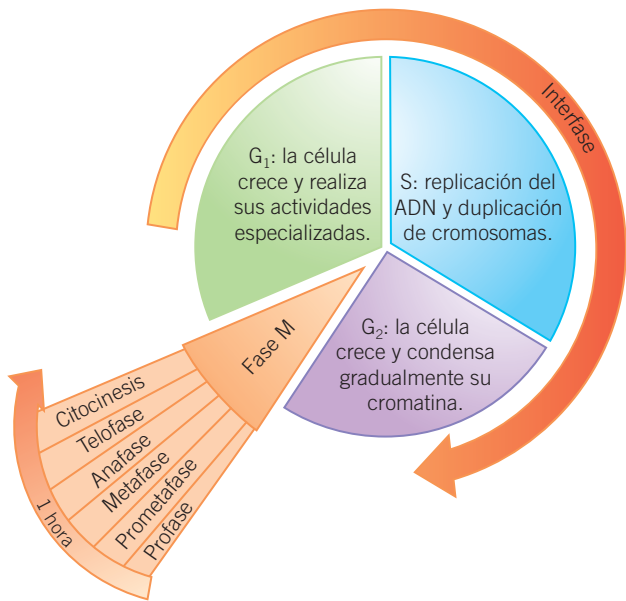 Interfase
G₁: la célula
crece y realiza
sus actividades
especializadas.
S: replicación del
ADN y duplicación
de cromosomas.
G₂: la célula
crece y condensa
gradualmente su
cromatina.
Fase M
Citocinesis
Telofase
Anafase
Metafase
Prometafase
Profase
1 hora